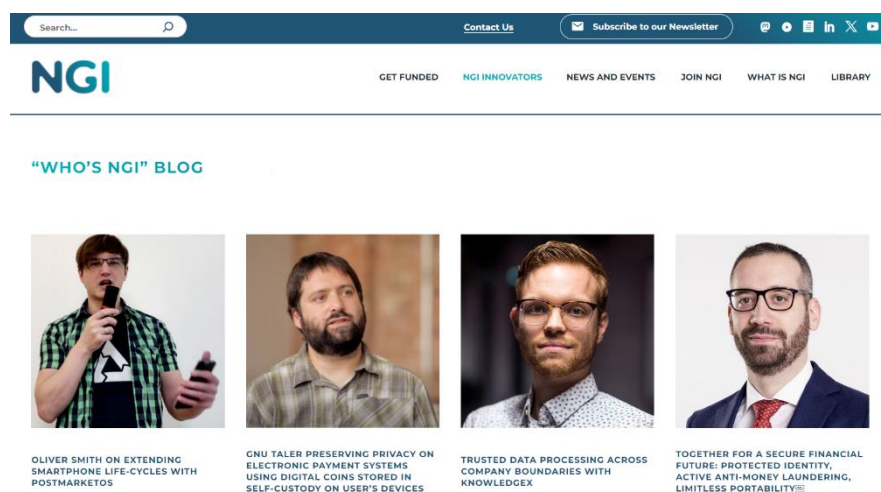 Search...
Contact Us
Subscribe to our Newsletter
in
NGI
GET FUNDED
NGI INNOVATORS
NEWS AND EVENTS
JOIN NGI
WHAT IS NGI
LIBRARY
“WHO’S NGI” BLOG
OLIVER SMITH ON EXTENDING
SMARTPHONE LIFE-CYCLES WITH
POSTMARKETOS
GNU TALER PRESERVING PRIVACY ON
ELECTRONIC PAYMENT SYSTEMS
USING DIGITAL COINS STORED IN
SELF-CUSTODY ON USER’S DEVICES
TRUSTED DATA PROCESSING ACROSS
COMPANY BOUNDARIES WITH
KNOWLEDGEX
TOGETHER FOR A SECURE FINANCIAL
FUTURE: PROTECTED IDENTITY,
ACTIVE ANTI-MONEY LAUNDERING,
LIMITLESS PORTABILITY